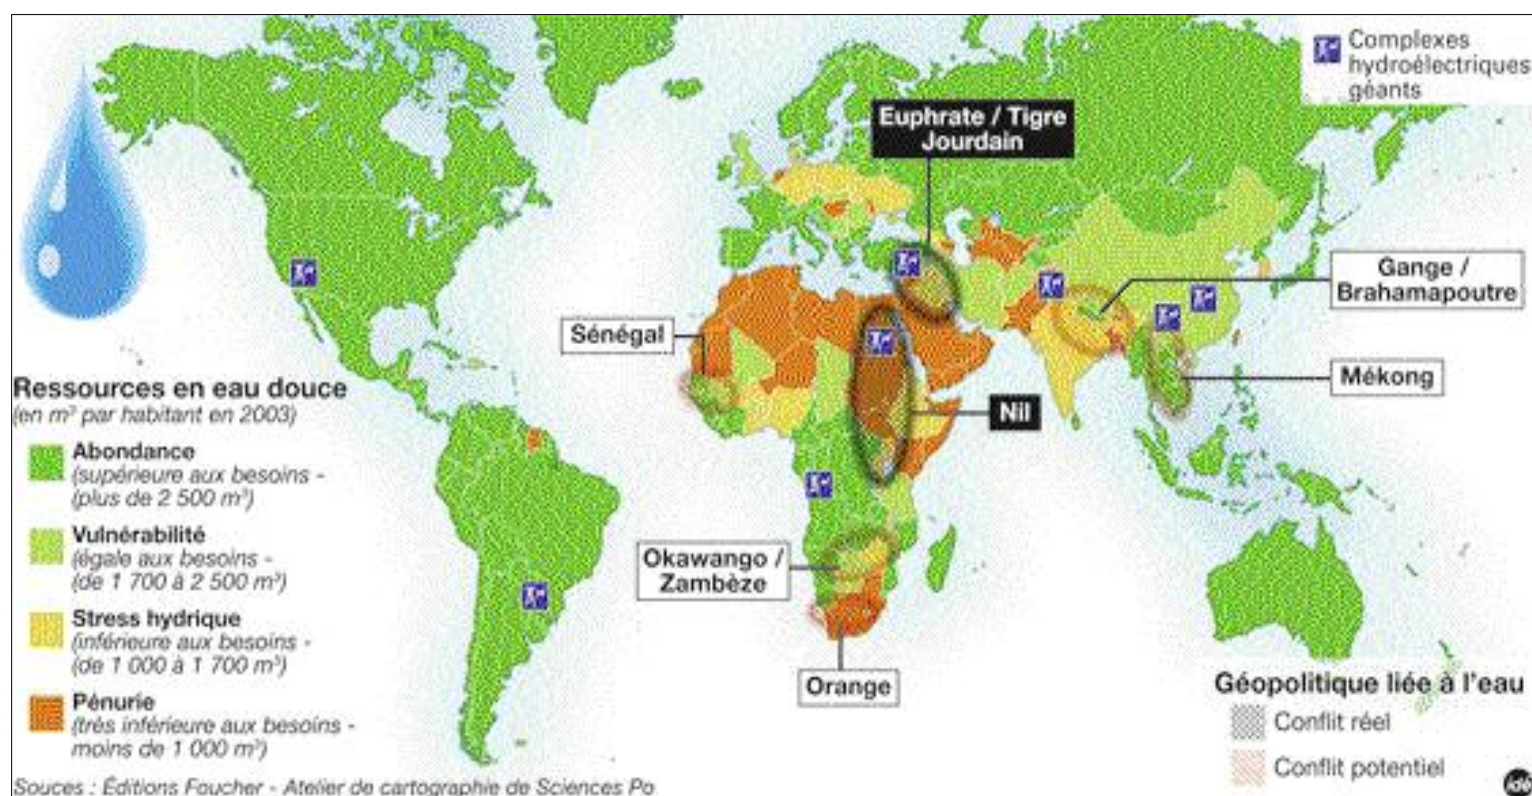 Complexes
hydroélectriques
géants
Euphrate / Tigre
Jourdain
Gange /
Brahamapoutre
Sénégal
Mékong
Nil
Okawango /
Zambèze
Orange
Ressources en eau douce
(en m³ par habitant en 2003)
Abondance
(supérieure aux besoins -
(plus de 2 500 m³)
Vulnérabilité
(égale aux besoins -
(de 1 700 à 2 500 m³)
Stress hydrique
(inférieure aux besoins -
(de 1 000 à 1 700 m³)
Pénurie
(très inférieure aux besoins -
moins de 1 000 m³)
Géopolitique liée à l'eau
Conflit réel
Conflit potentiel
Souces : Éditions Foucher - Atelier de cartographie de Sciences Po
idé